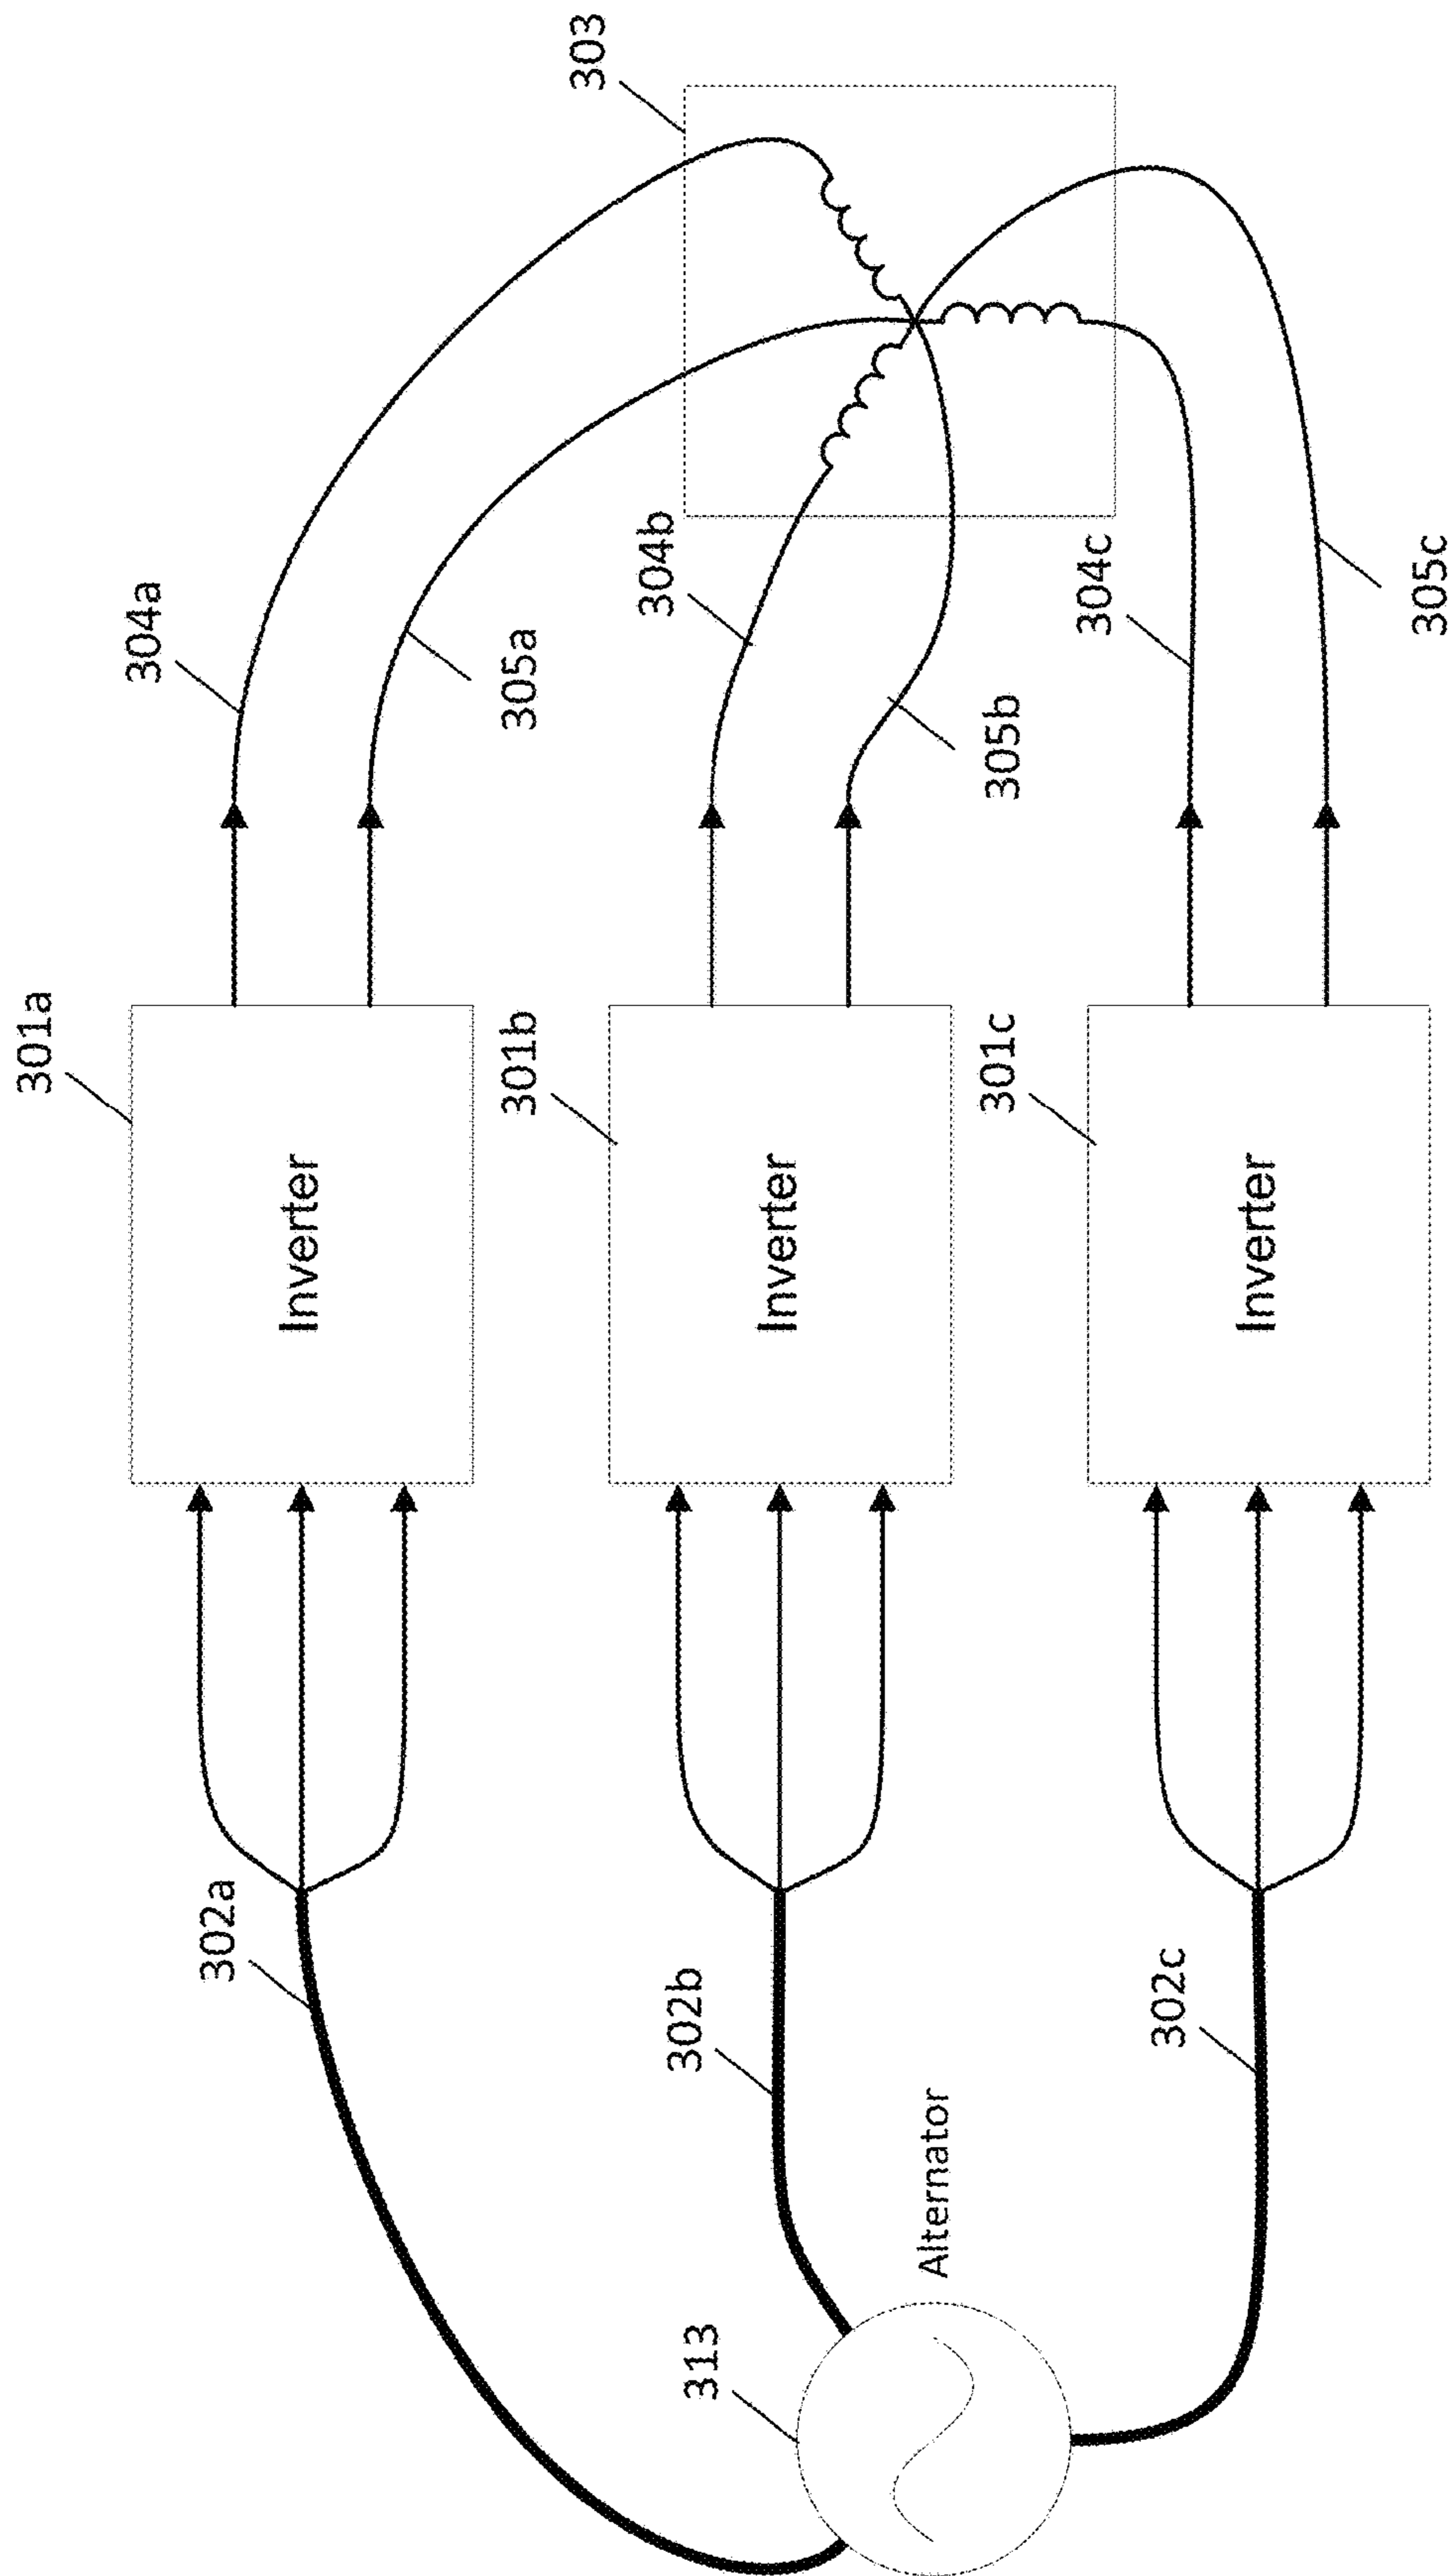 313
Alternator
302a
302b
302c
301a
Inverter
301b
Inverter
301c
Inverter
304a
305a
304b
305b
304c
305c
303